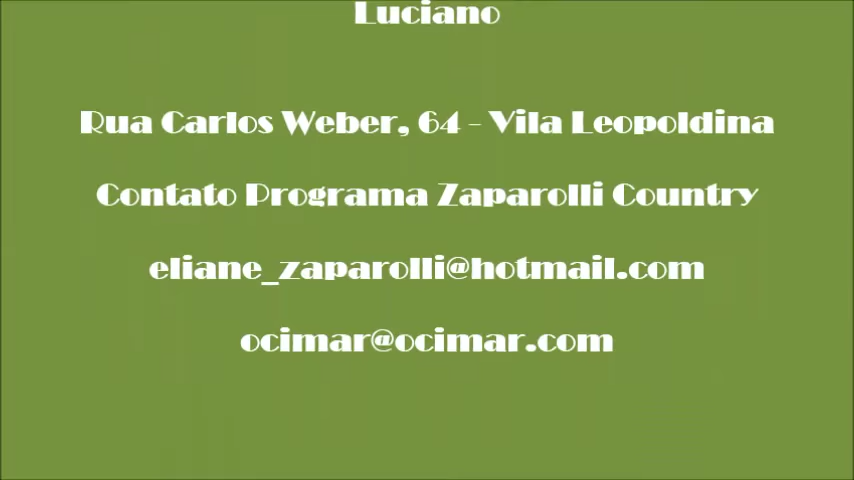 Luciano
Rua Carlos Weber, 64 - Vila Leopoldina
Contato Programa Zaparolli Country
eliane_zaparolli@hotmail.com
ocimar@ocimar.com